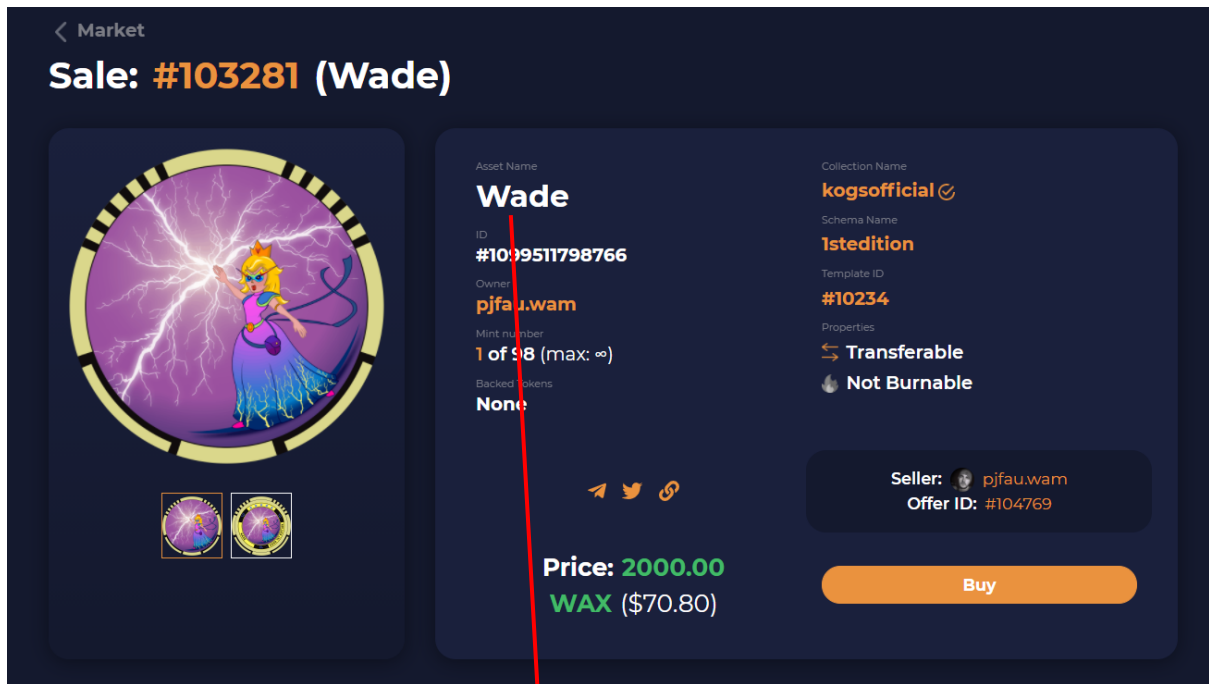 Market
Sale: #103281 (Wade)
Asset Name
Wade
ID
#1099511798766
Owner
pjfau.wam
Mint number
1 of 98 (max: ∞)
Backed Tokens
None
Collection Name
kogsofficial
Schema Name
1stedition
Template ID
#10234
Properties
Transferable
Not Burnable
Seller: pjfau.wam
Offer ID: #104769
Price: 2000.00
WAX ($70.80)
Buy